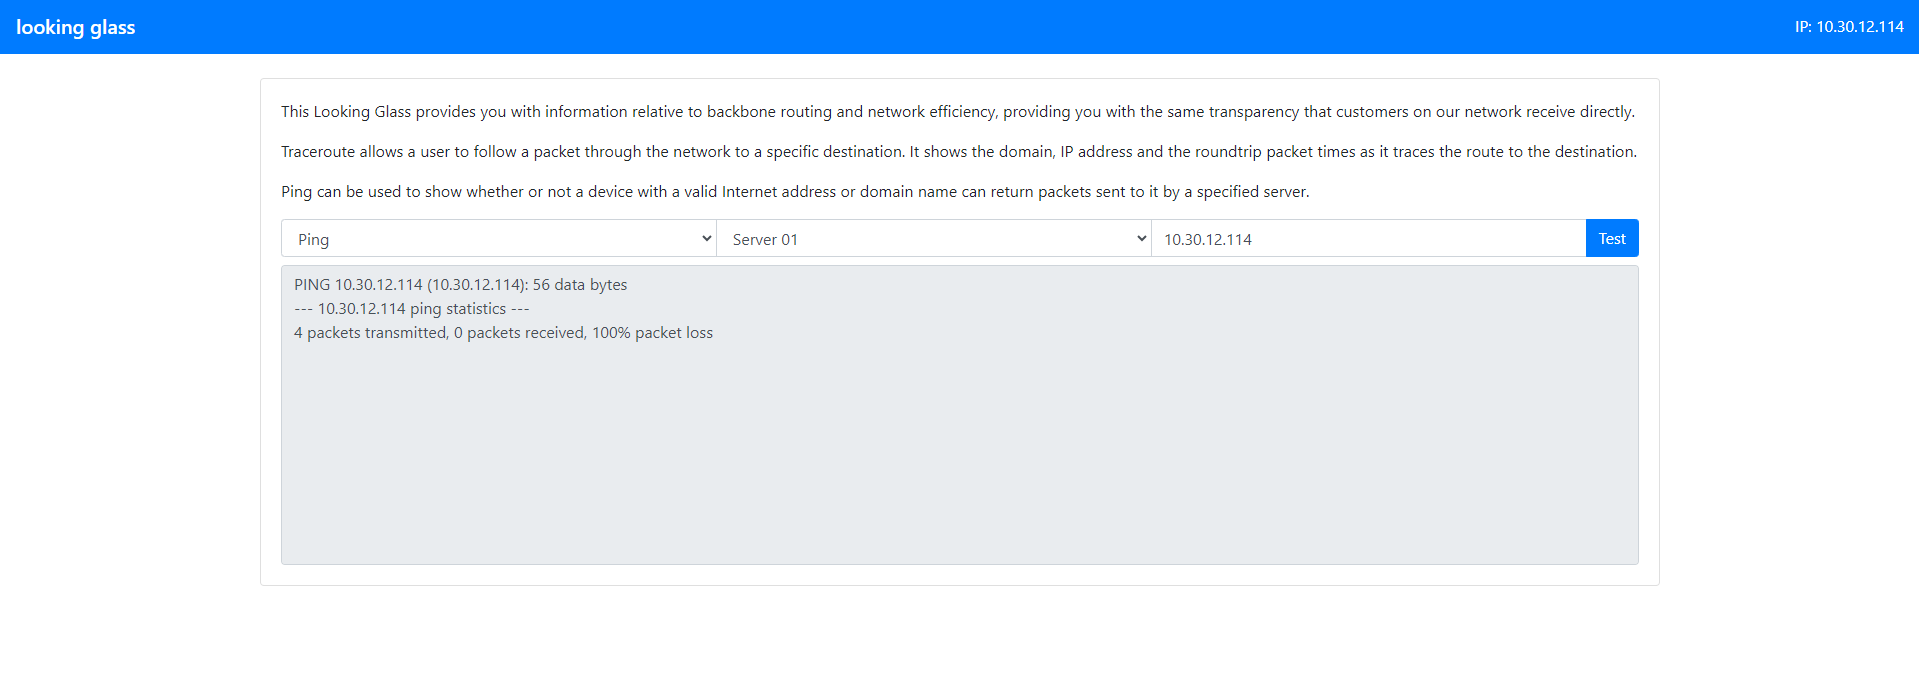 looking glass
IP: 10.30.12.114
This Looking Glass provides you with information relative to backbone routing and network efficiency, providing you with the same transparency that customers on our network receive directly.
Traceroute allows a user to follow a packet through the network to a specific destination. It shows the domain, IP address and the roundtrip packet times as it traces the route to the destination.
Ping can be used to show whether or not a device with a valid Internet address or domain name can return packets sent to it by a specified server.
Ping Server 01 10.30.12.114 Test
PING 10.30.12.114 (10.30.12.114): 56 data bytes
--- 10.30.12.114 ping statistics ---
4 packets transmitted, 0 packets received, 100% packet loss